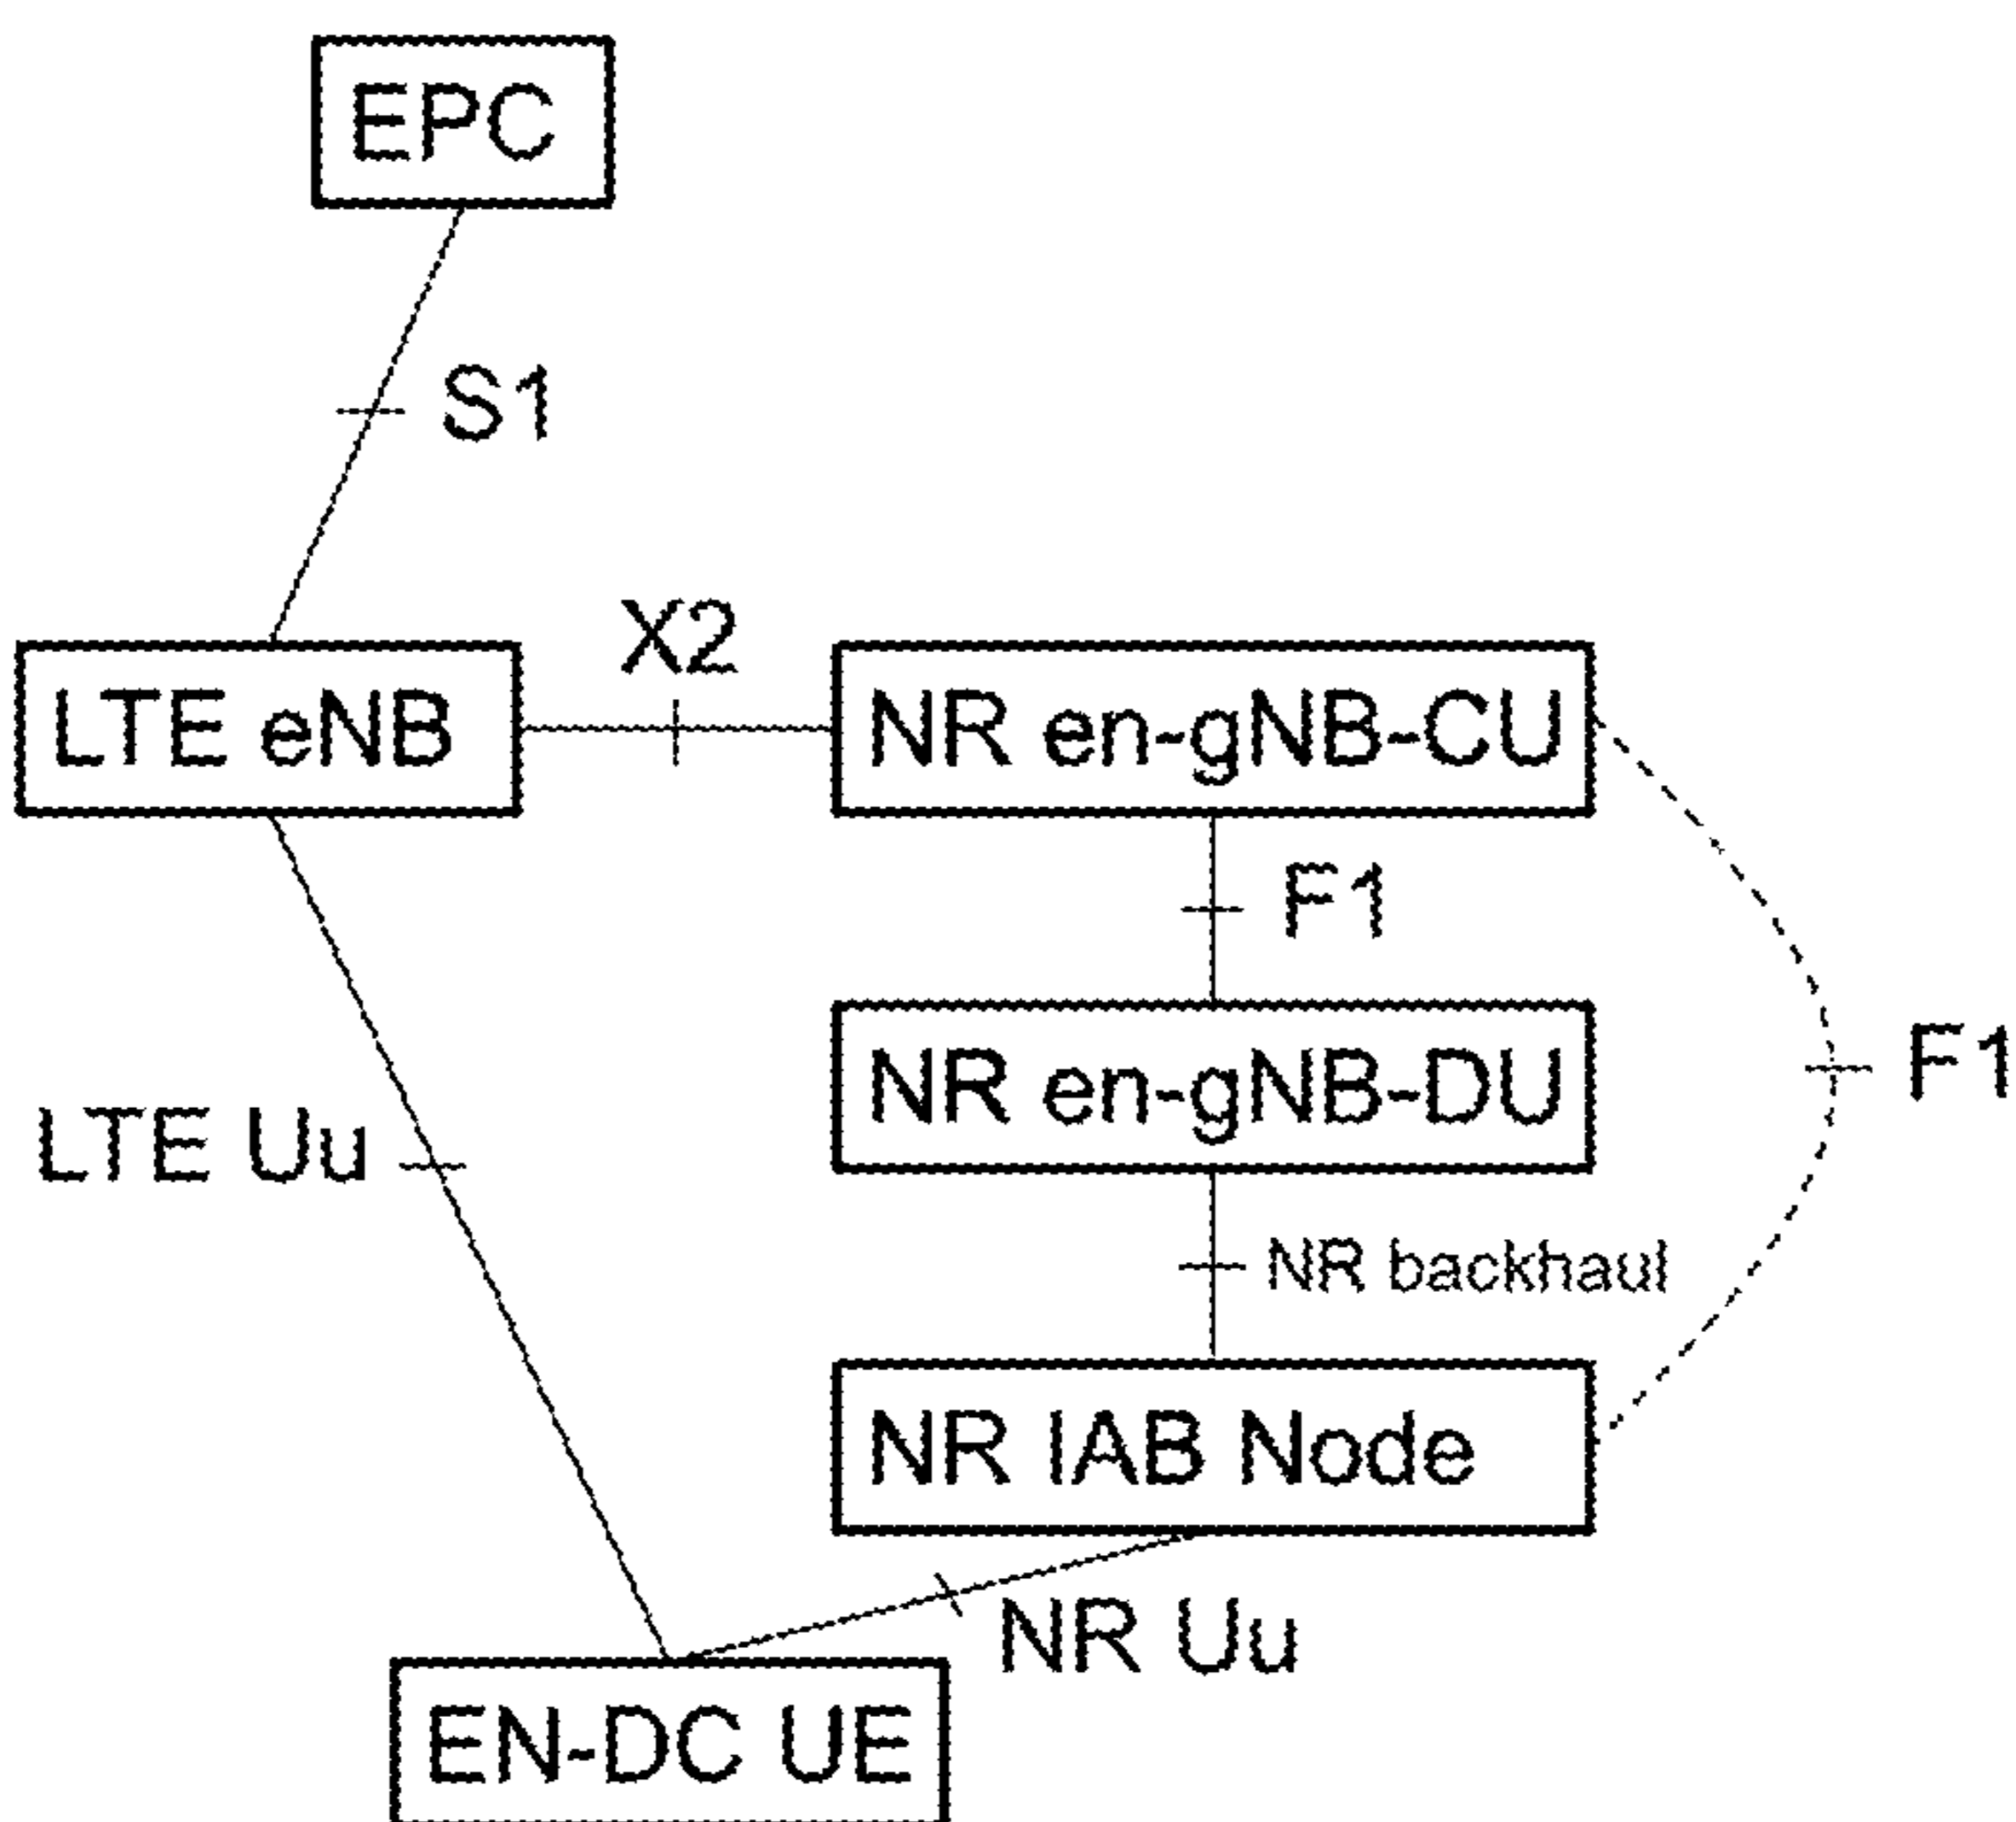 EPC
S1
X2
LTE eNB
NR en-gNB-CU
F1
NR en-gNB-DU
F1
LTE Uu
NR backhaul
NR IAB Node
NR Uu
EN-DC UE